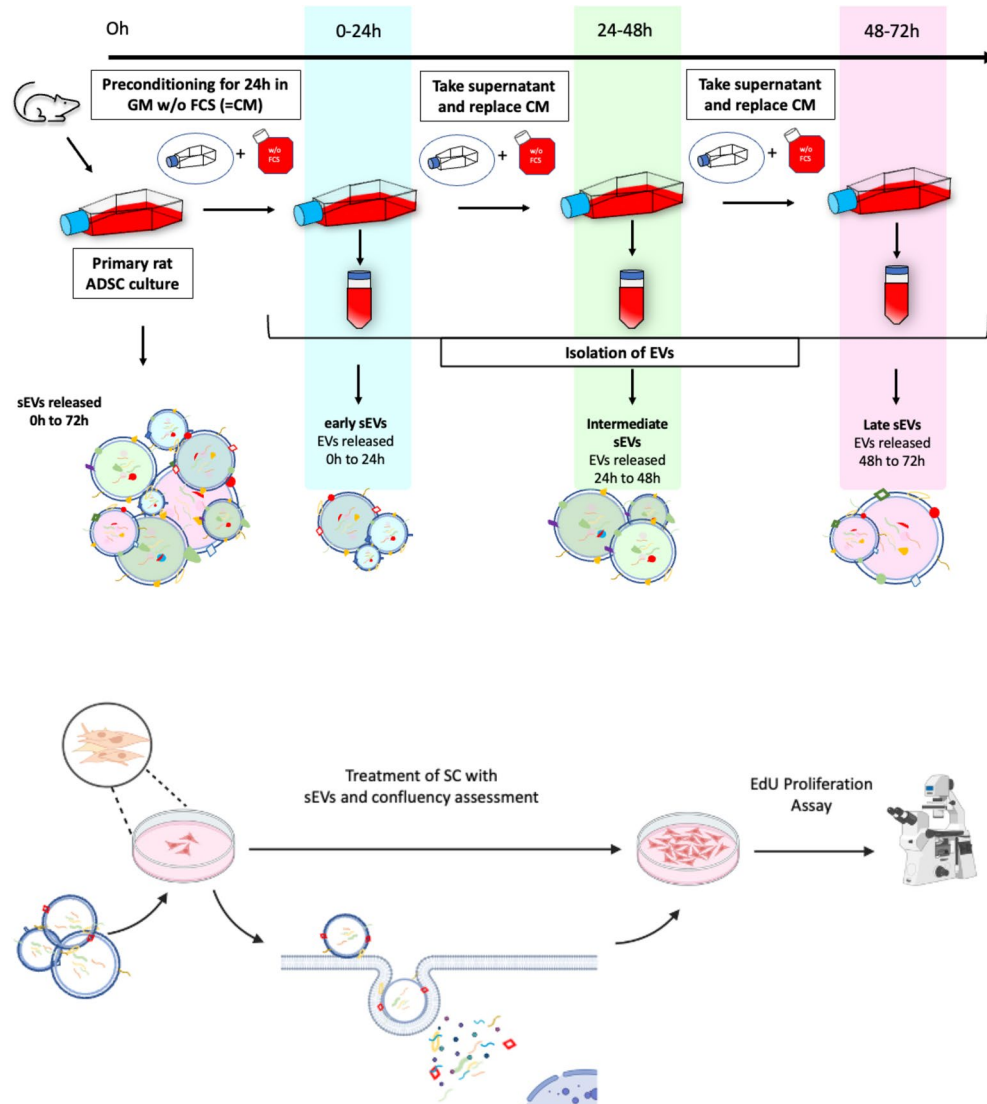 Oh
0-24h
24-48h
48-72h
Preconditioning for 24h in
GM w/o FCS (=CM)
Take supernatant
and replace CM
Take supernatant
and replace CM
+
w/o
FCS
+
w/o
FCS
+
w/o
FCS
Primary rat
ADSC culture
Isolation of EVs
sEVs released
0h to 72h
early sEVs
EVs released
0h to 24h
Intermediate
sEVs
EVs released
24h to 48h
Late sEVs
EVs released
48h to 72h
Treatment of SC with
sEVs and confluency assessment
EdU Proliferation
Assay